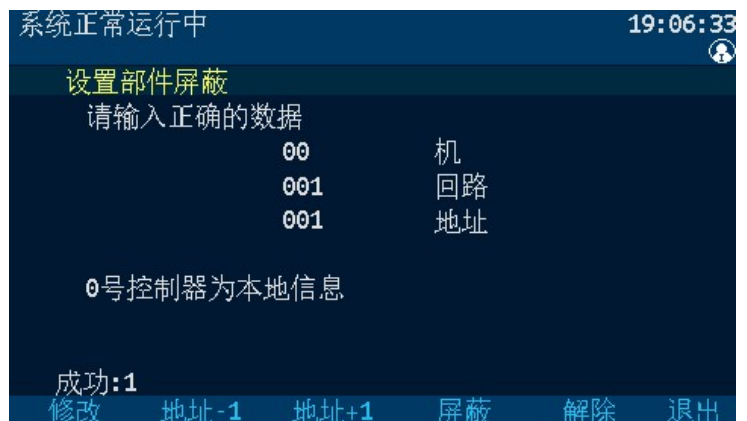 系统正常运行中 19:06:33
设置部件屏蔽
请输入正确的数据
00 机
001 回路
001 地址
0号控制器为本地信息
成功:1
修改 地址-1 地址+1 屏蔽 解除 退出